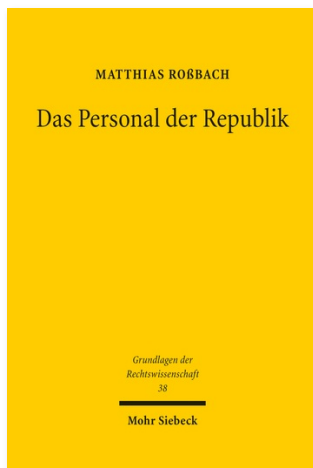 MATTHIAS ROẞBACH
Das Personal der Republik
Grundlagen der
Rechtswissenschaft
38
Mohr Siebeck